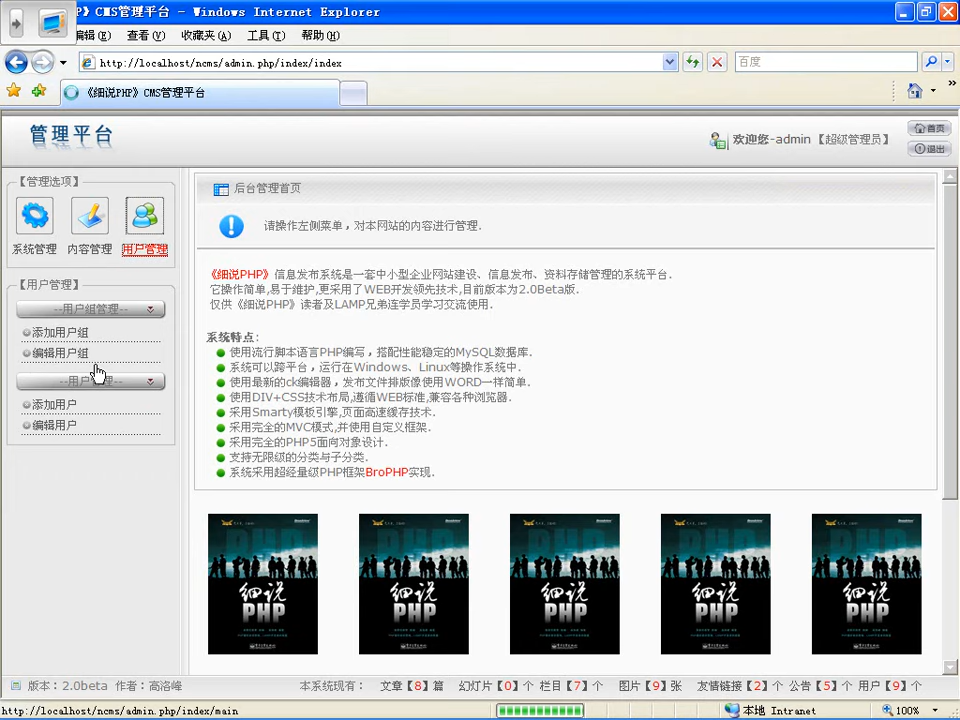 》CMS管理平台 - Windows Internet Explorer
编辑(E) 查看(V) 收藏夹(A) 工具(T) 帮助(H)
http://localhost/ncms/admin.php/index/index
百度
《细说PHP》CMS管理平台
管理平台
欢迎您-admin 【超级管理员】
首页
退出
【管理选项】
系统管理 内容管理 用户管理
【用户管理】
--用户组管理--
添加用户组
编辑用户组
添加用户
编辑用户
后台管理首页
请操作左侧菜单，对本网站的内容进行管理.
《细说PHP》信息发布系统是一套中小型企业网站建设、信息发布、资料存储管理的系统平台.
它操作简单,易于维护,更采用了WEB开发领先技术,目前版本为2.0Beta版.
仅供《细说PHP》读者及LAMP兄弟连学员学习交流使用.
系统特点:
使用流行脚本语言PHP编写，搭配性能稳定的MySQL数据库.
系统可以跨平台，运行在Windows、Linux等操作系统中.
使用最新的ck编辑器，发布文件排版像使用WORD一样简单.
使用DIV+CSS技术布局,遵循WEB标准,兼容各种浏览器.
采用Smarty模板引擎,页面高速缓存技术.
采用完全的MVC模式,并使用自定义框架.
采用完全的PHP5面向对象设计.
支持无限级的分类与子分类.
系统采用超经量级PHP框架BroPHP实现.
细说 PHP 细说 PHP 细说 PHP 细说 PHP 细说 PHP
版本：2.0beta 作者：高洛峰 本系统现有： 文章【8】篇 幻灯片【0】个 栏目【7】个 图片【9】张 友情链接【2】个 公告【5】个 用户【9】个
http://localhost/ncms/admin.php/index/main
本地 Intranet
100%